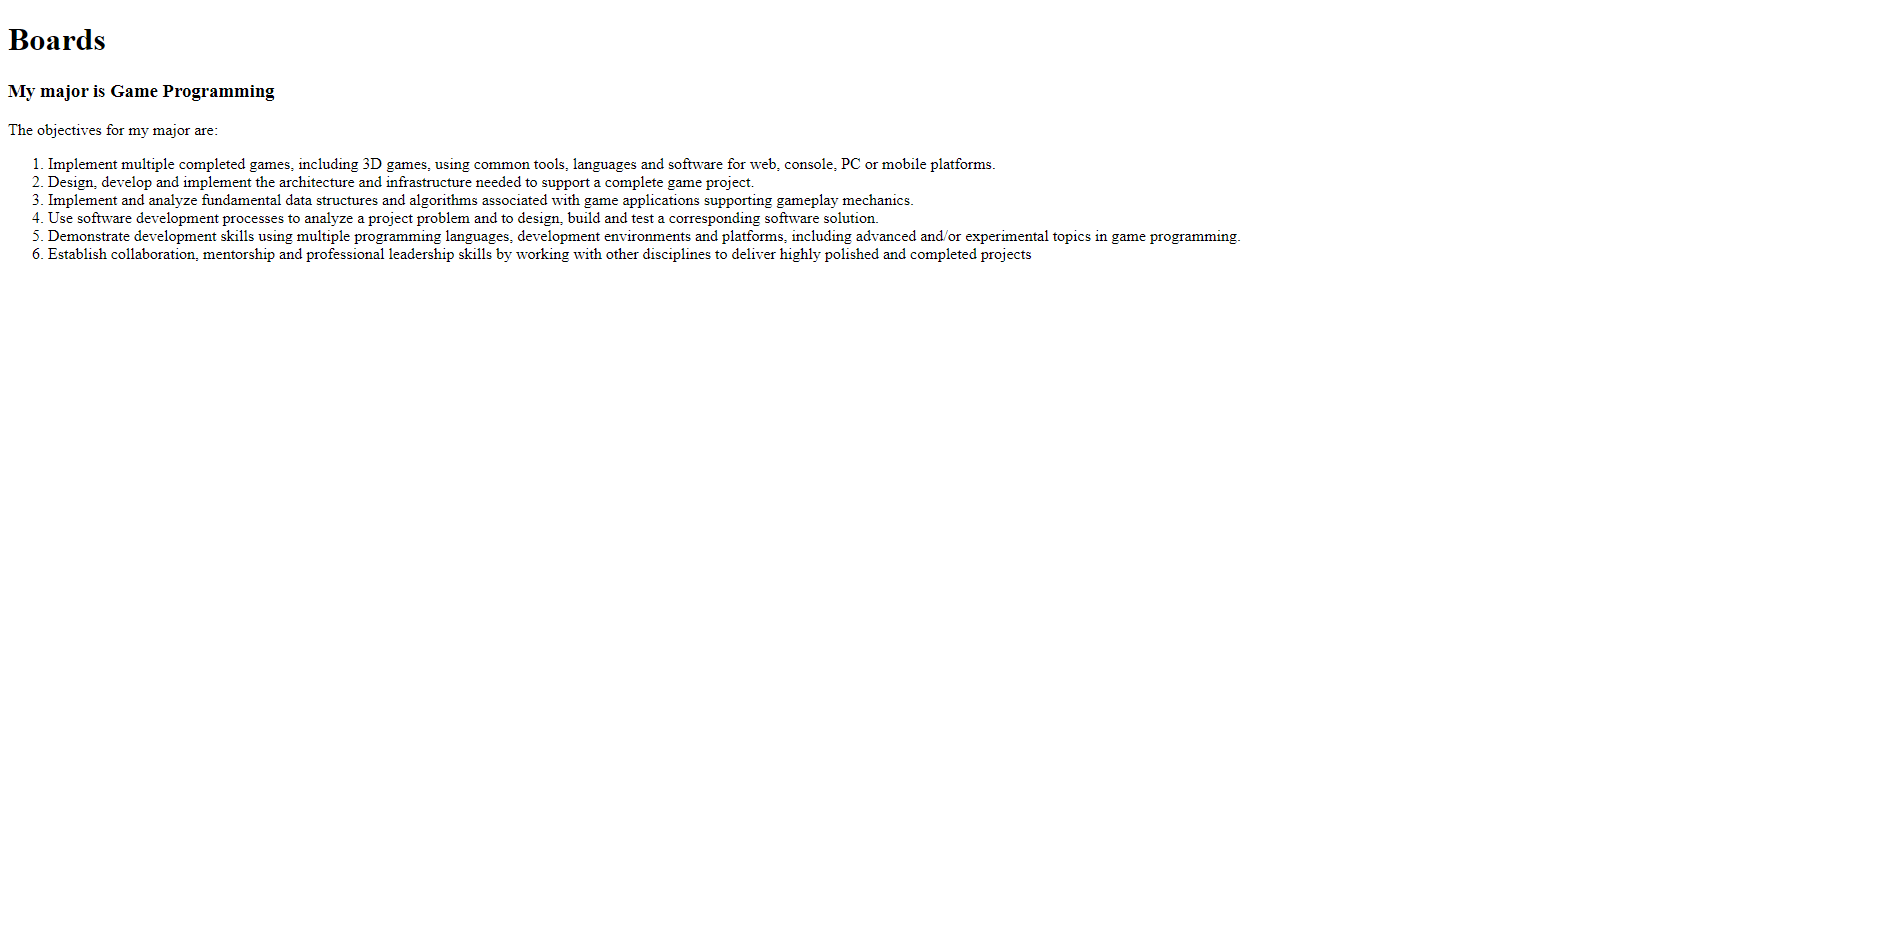 Boards
My major is Game Programming
The objectives for my major are:
1. Implement multiple completed games, including 3D games, using common tools, languages and software for web, console, PC or mobile platforms.
2. Design, develop and implement the architecture and infrastructure needed to support a complete game project.
3. Implement and analyze fundamental data structures and algorithms associated with game applications supporting gameplay mechanics.
4. Use software development processes to analyze a project problem and to design, build and test a corresponding software solution.
5. Demonstrate development skills using multiple programming languages, development environments and platforms, including advanced and/or experimental topics in game programming.
6. Establish collaboration, mentorship and professional leadership skills by working with other disciplines to deliver highly polished and completed projects